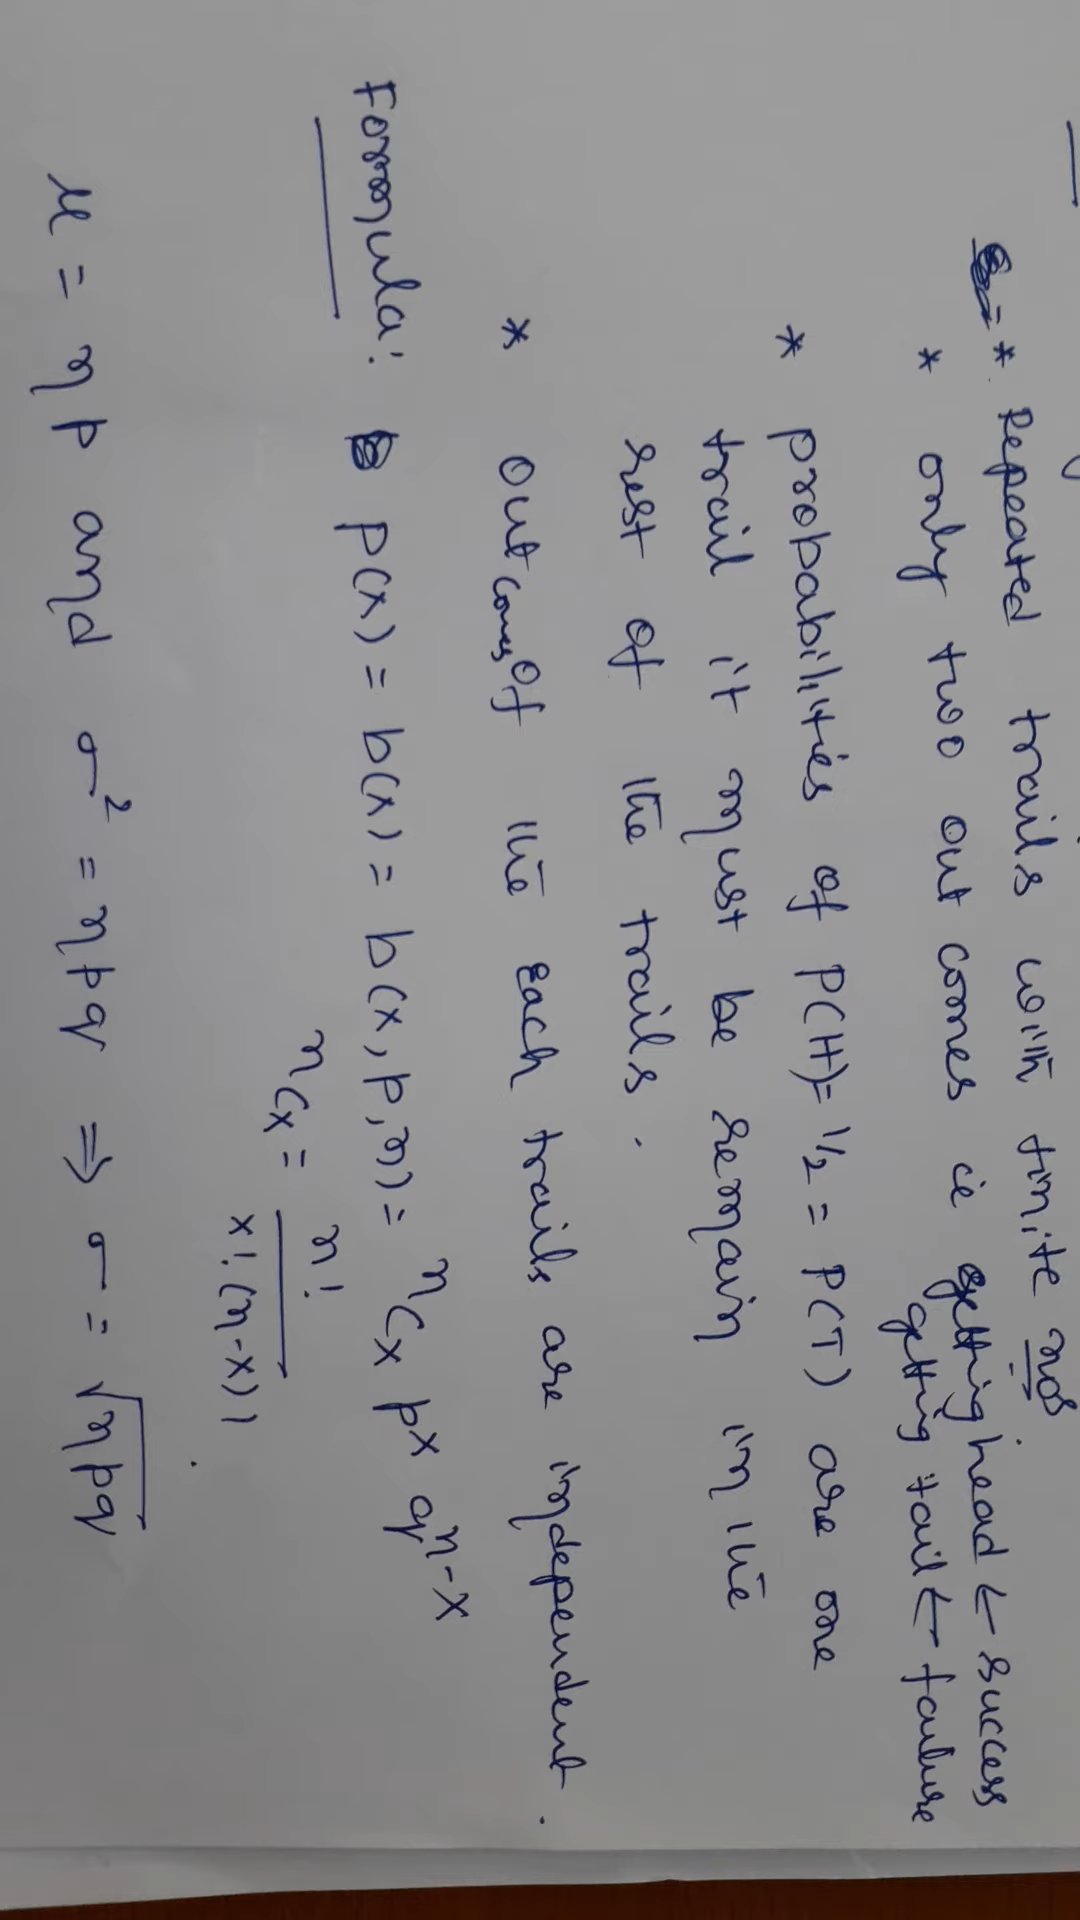 * Repeated trails with finite nos
* only two out comes ie getting head ← success
getting tail ← failure
* probabilities of P(H)= 1/2 = P(T) are one
trail it must be remain in the
rest of the trails.
* out comes of the each trails are independent.
Formula: P(x) = b(x) = b(x, p, n) = ⁿCₓ pˣ qⁿ⁻ˣ
ⁿCₓ = n! / x! (n-x)!
μ = np and σ² = npq ⇒ σ = √npq